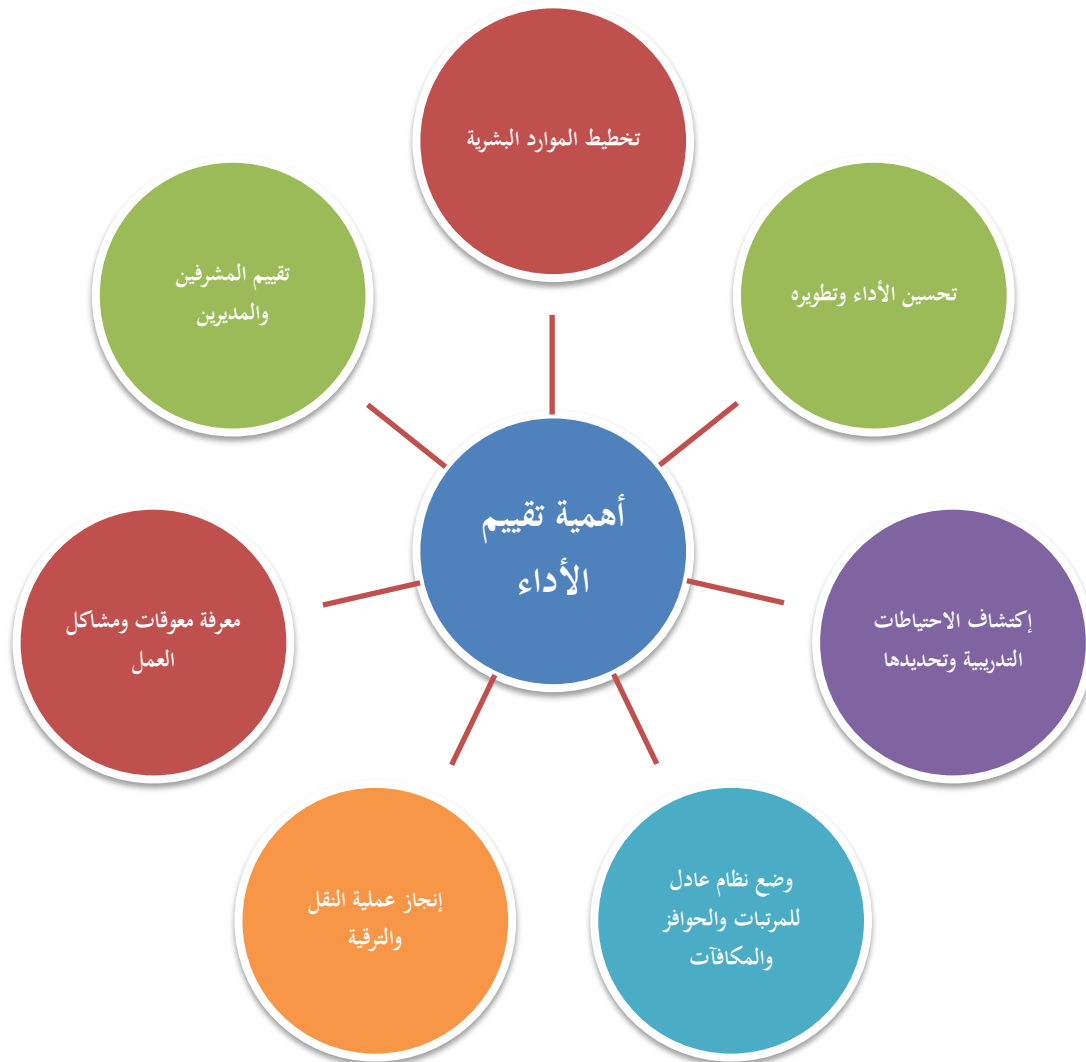 تخطيط الموارد البشرية
تحسين الأداء وتطويره
إكتشاف الاحتياطات
التدريبية وتحديدها
وضع نظام عادل
للمرتبات والحوافز
والمكافآت
إنجاز عملية النقل
والترقية
معرفة معوقات ومشاكل
العمل
تقييم المشرفين
والمديرين
أهمية تقييم
الأداء